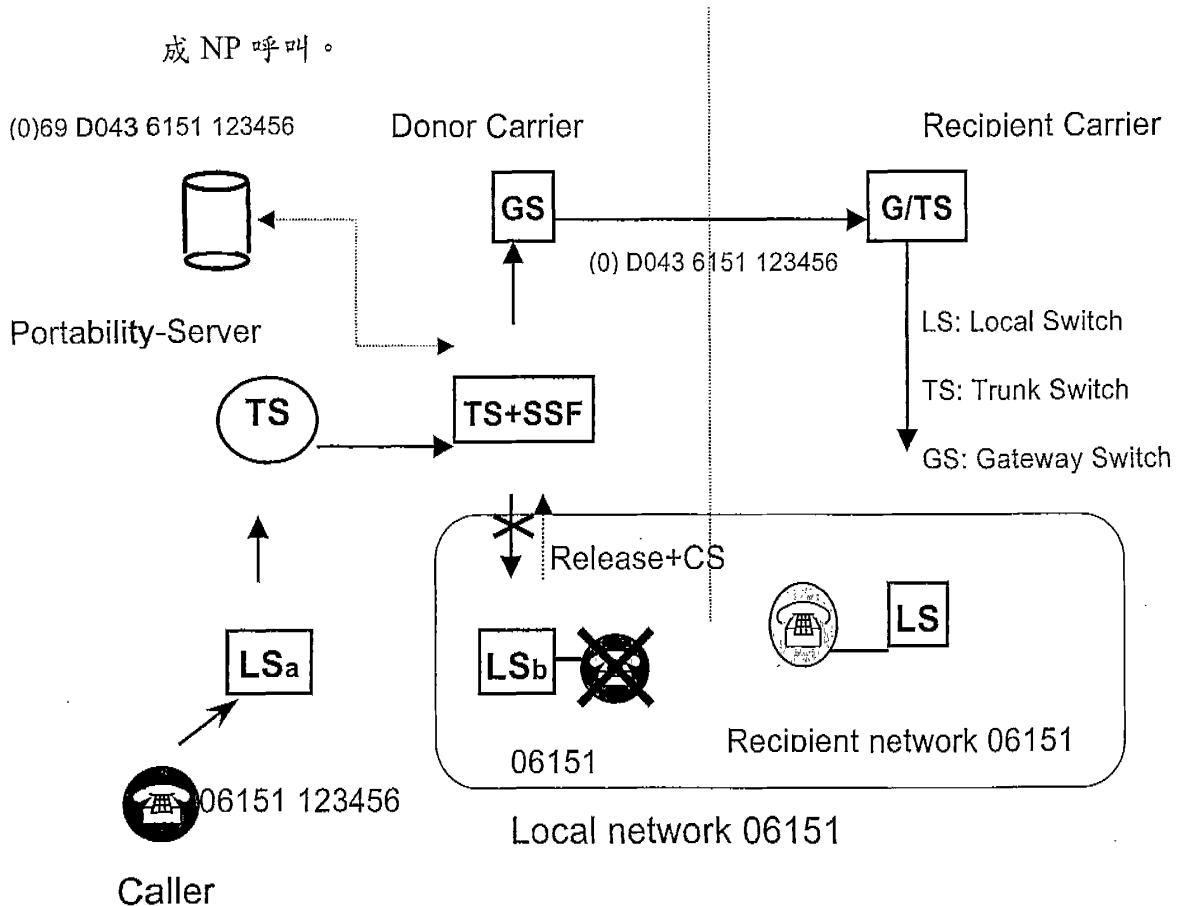 成 NP 呼叫。
(0)69 D043 6151 123456
Donor Carrier
Recipient Carrier
GS
G/TS
(0) D043 6151 123456
Portability-Server
LS: Local Switch
TS
TS+SSF
TS: Trunk Switch
GS: Gateway Switch
Release+CS
LSa
LSb
LS
06151
Recipient network 06151
06151 123456
Local network 06151
Caller